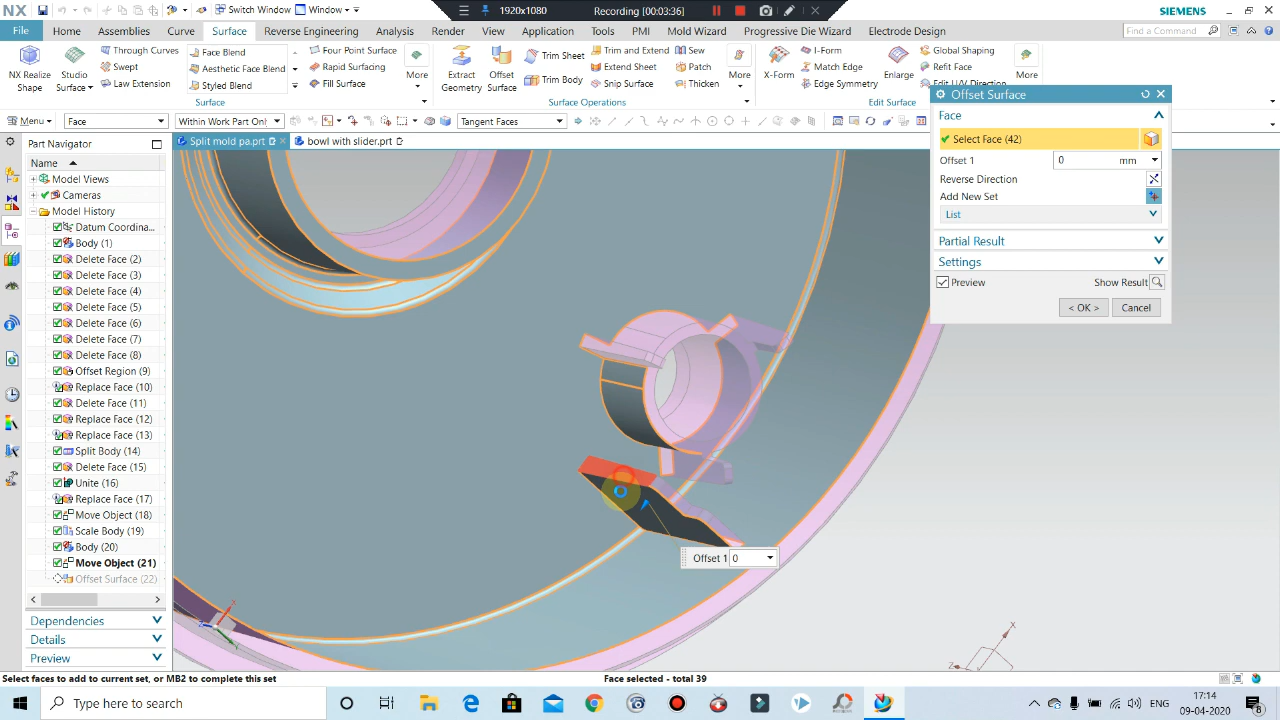 NX
Switch Window
Window
1920x1080
Recording [00:03:36]
SIEMENS
File
Home
Assemblies
Curve
Surface
Reverse Engineering
Analysis
Render
View
Application
Tools
PMI
Mold Wizard
Progressive Die Wizard
Electrode Design
Find a Command
NX Realize Shape
Studio Surface
Through Curves
Swept
Law Extension
Face Blend
Aesthetic Face Blend
Styled Blend
Four Point Surface
Rapid Surfacing
Fill Surface
More
Surface
Extract Geometry
Offset Surface
Trim Sheet
Trim Body
Trim and Extend
Extend Sheet
Snip Surface
Sew
Patch
Thicken
More
Surface Operations
X-Form
I-Form
Match Edge
Edge Symmetry
Enlarge
Global Shaping
Refit Face
Edit U/V Direction
More
Edit Surface
Menu
Face
Within Work Part Only
Tangent Faces
Part Navigator
Split mold pa.prt
bowl with slider.prt
Name
Model Views
Cameras
Model History
Datum Coordina...
Body (1)
Delete Face (2)
Delete Face (3)
Delete Face (4)
Delete Face (5)
Delete Face (6)
Delete Face (7)
Delete Face (8)
Offset Region (9)
Replace Face (10)
Delete Face (11)
Replace Face (12)
Replace Face (13)
Split Body (14)
Delete Face (15)
Unite (16)
Replace Face (17)
Move Object (18)
Scale Body (19)
Body (20)
Move Object (21)
Offset Surface (22)
Dependencies
Details
Preview
Offset Surface
Face
Select Face (42)
Offset 1
0
mm
Reverse Direction
Add New Set
List
Partial Result
Settings
Preview
Show Result
< OK >
Cancel
Offset 1
0
X
Select faces to add to current set, or MB2 to complete this set
Face selected - total 39
Type here to search
ENG
17:14
09-04-2020